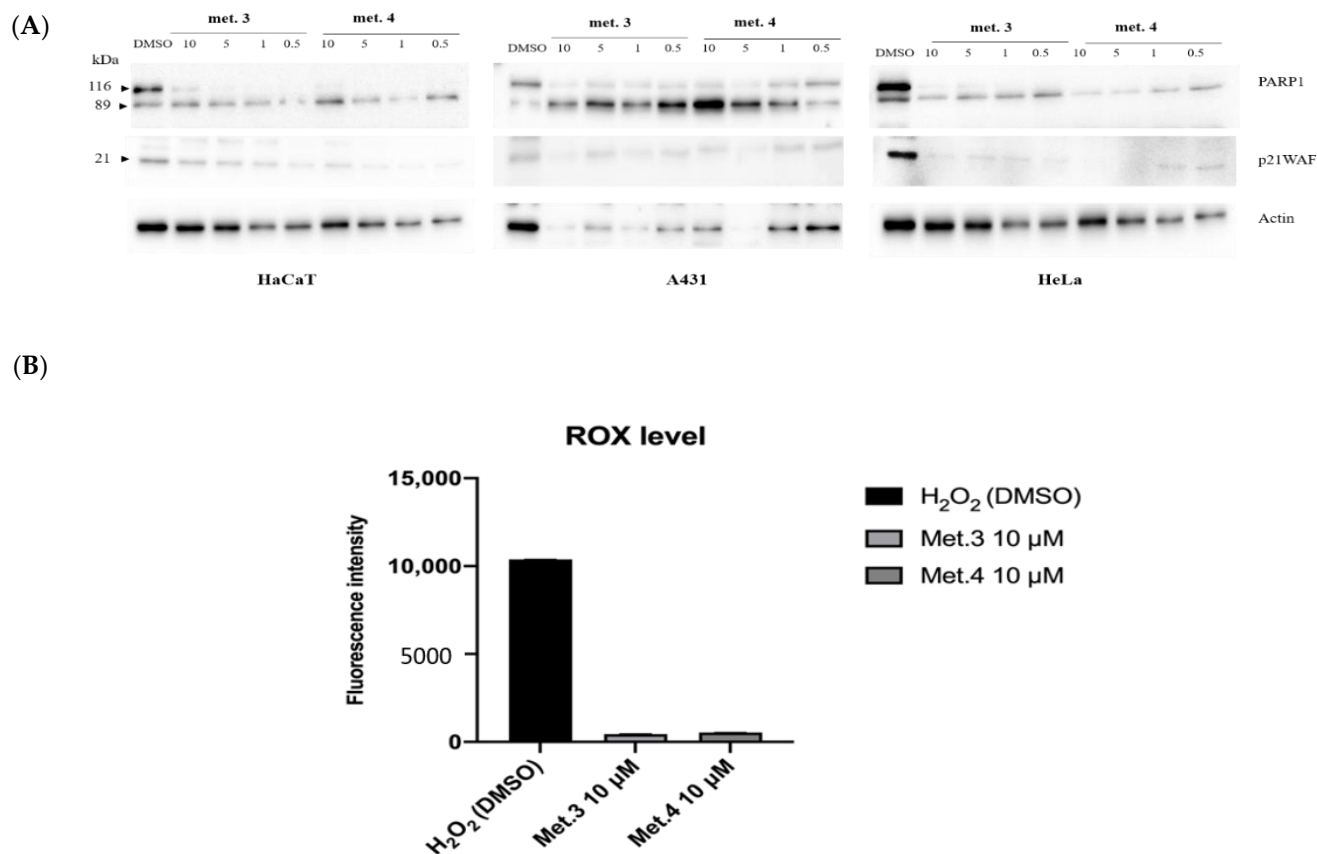 (A)
met. 3 met. 4
DMSO 10 5 1 0.5 10 5 1 0.5
met. 3 met. 4
DMSO 10 5 1 0.5 10 5 1 0.5
met. 3 met. 4
DMSO 10 5 1 0.5 10 5 1 0.5
kDa
116
89
21
PARP1
p21WAF
Actin
HaCaT A431 HeLa
(B)
ROX level
Fluorescence intensity
15,000
10,000
5000
0
H₂O₂ (DMSO)
Met.3 10 µM
Met.4 10 µM
H₂O₂ (DMSO)
Met.3 10 µM
Met.4 10 µM